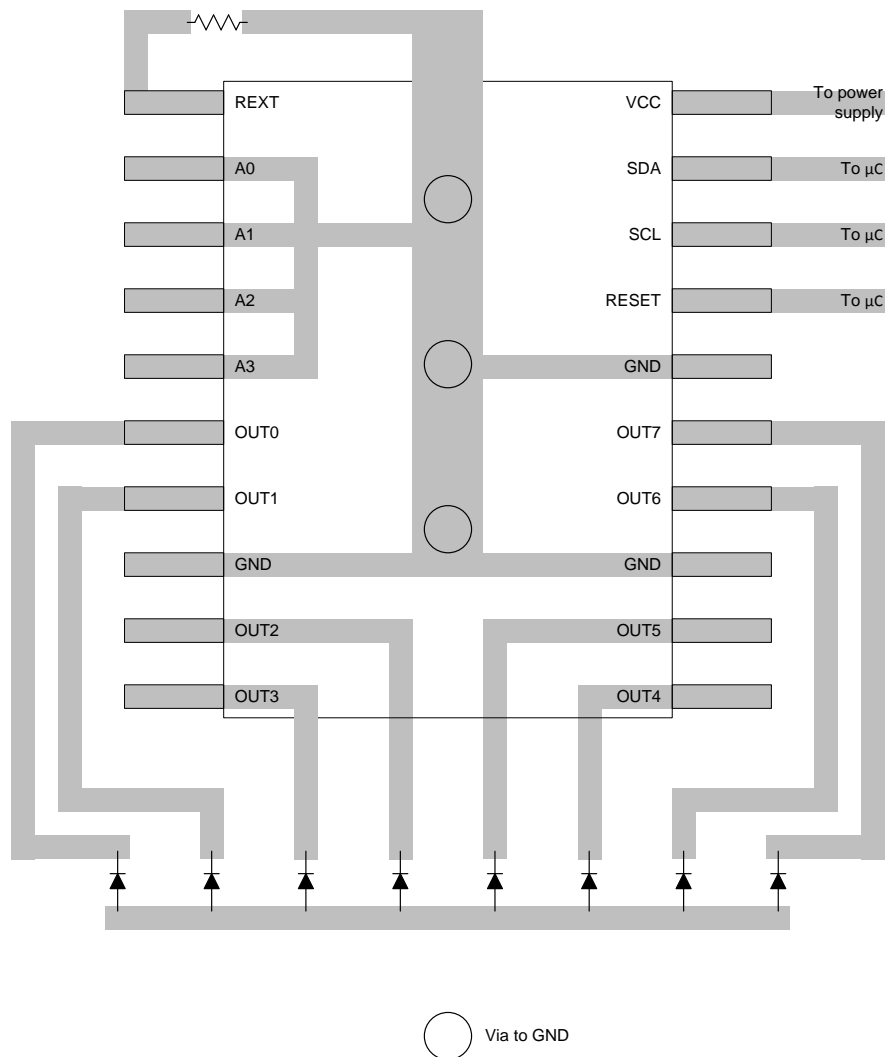 REXT
VCC
To power
supply
A0
SDA
To μC
A1
SCL
To μC
A2
RESET
To μC
A3
GND
OUT0
OUT7
OUT1
OUT6
GND
GND
OUT2
OUT5
OUT3
OUT4
Via to GND